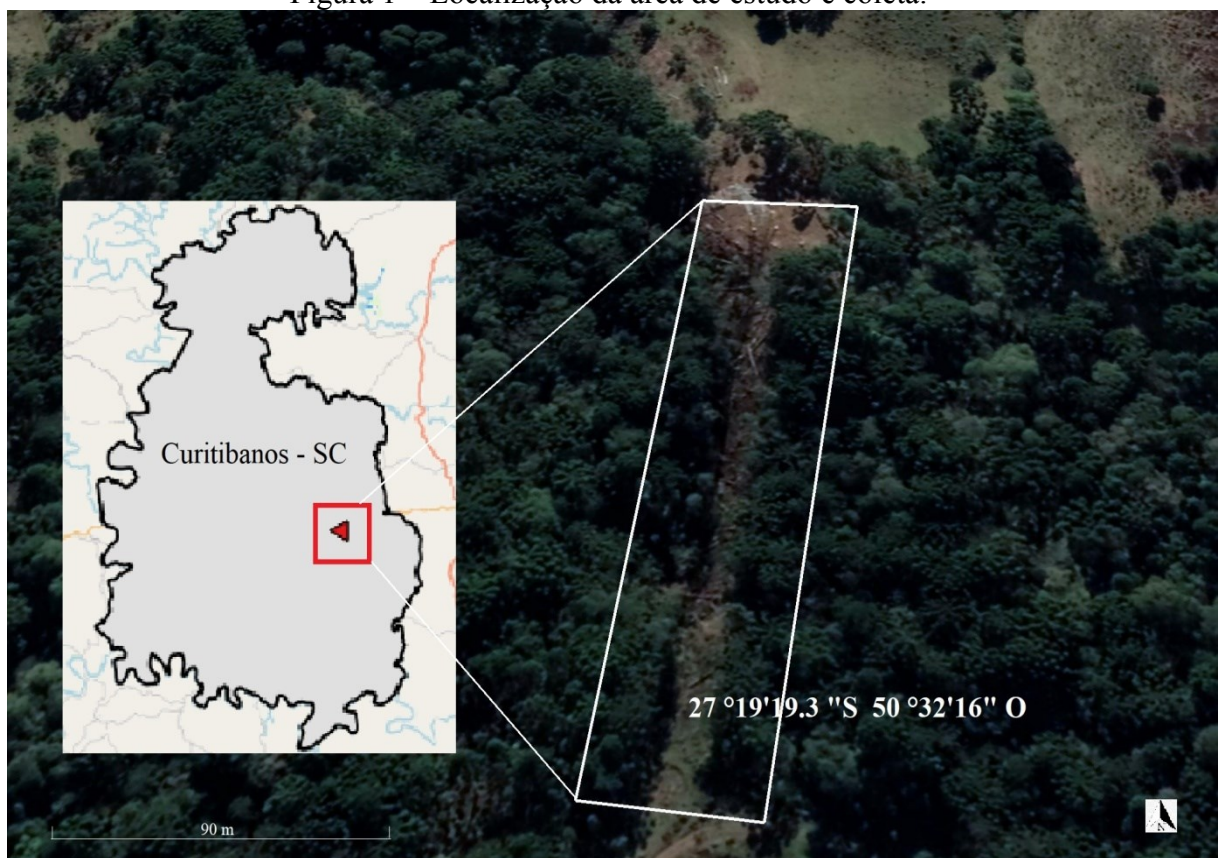 Figura 1 – Localização da área de estudo e coleta.
Curitibanos - SC
27 °19'19.3 "S 50 °32'16" O
90 m